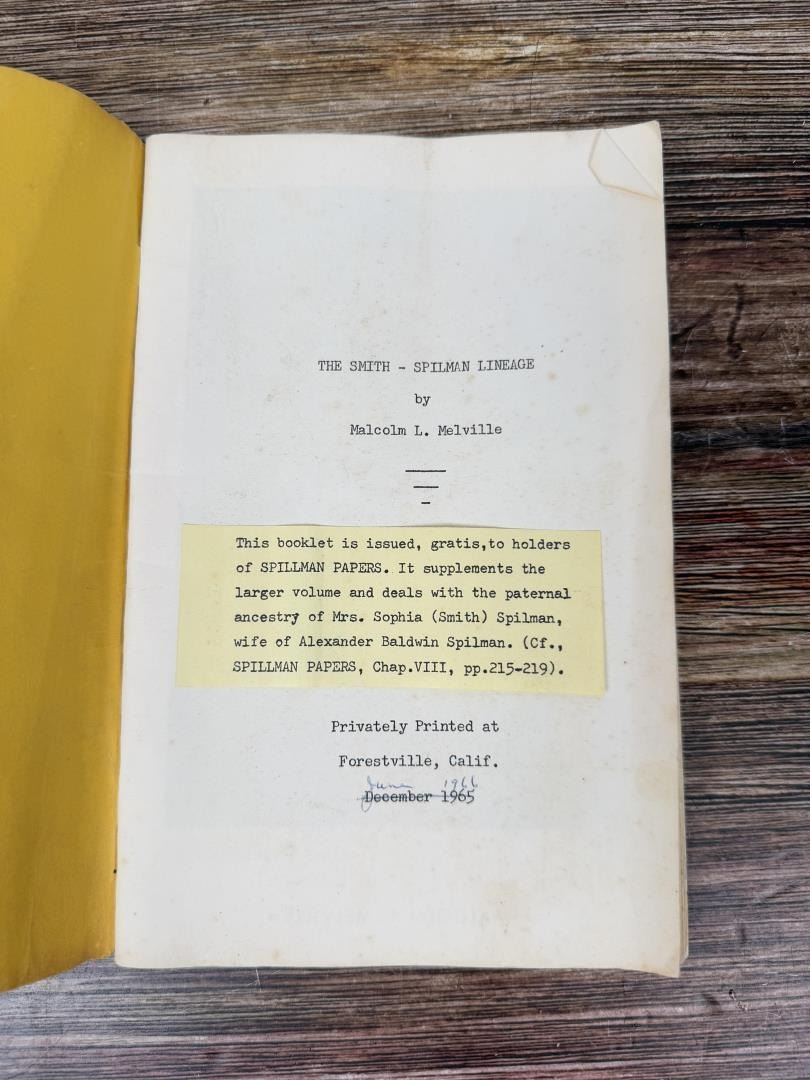 THE SMITH - SPILMAN LINEAGE
by
Malcolm L. Melville
This booklet is issued, gratis,to holders
of SPILLMAN PAPERS. It supplements the
larger volume and deals with the paternal
ancestry of Mrs. Sophia (Smith) Spilman,
wife of Alexander Baldwin Spilman. (Cf.,
SPILLMAN PAPERS, Chap.VIII, pp.215-219).
Privately Printed at
Forestville, Calif.
June 1966
December 1965